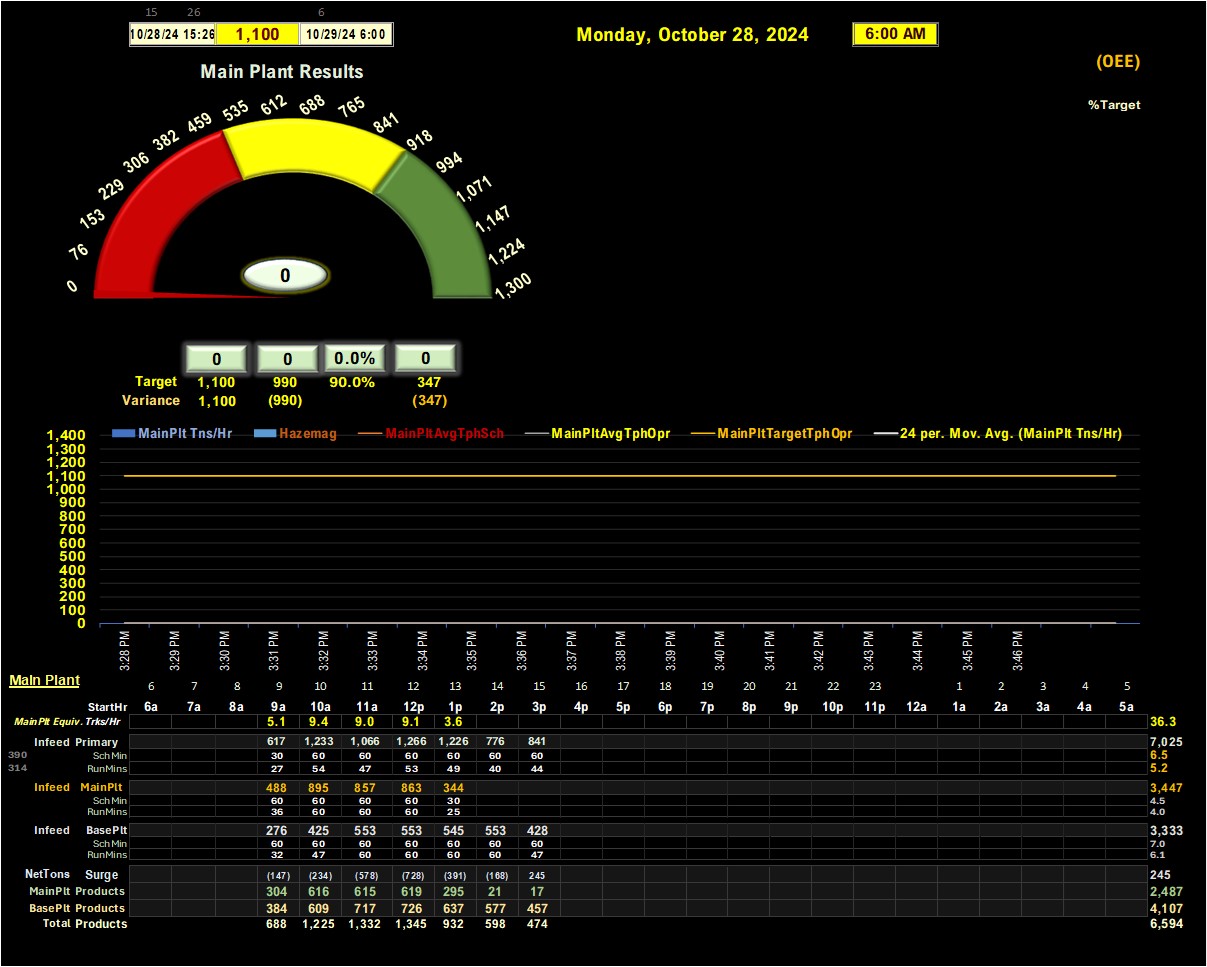 15 26 6
10/28/24 15:26 1,100 10/29/24 6:00 Monday, October 28, 2024 6:00 AM
(OEE)
Main Plant Results
%Target
0 76 153 229 306 382 459 535 612 688 765 841 918 994 1,071 1,147 1,224 1,300
0
0 0 0.0% 0
Target 1,100 990 90.0% 347
Variance 1,100 (990) (347)
MainPlt Tns/Hr Hazemag MainPltAvgTphSch MainPltAvgTphOpr MainPltTargetTphOpr 24 per. Mov. Avg. (MainPlt Tns/Hr)
1,400
1,300
1,200
1,100
1,000
900
800
700
600
500
400
300
200
100
0
3:28 PM 3:29 PM 3:30 PM 3:31 PM 3:32 PM 3:33 PM 3:34 PM 3:35 PM 3:36 PM 3:37 PM 3:38 PM 3:39 PM 3:40 PM 3:41 PM 3:42 PM 3:43 PM 3:44 PM 3:45 PM 3:46 PM
Main Plant
6 7 8 9 10 11 12 13 14 15 16 17 18 19 20 21 22 23 1 2 3 4 5
StartHr 6a 7a 8a 9a 10a 11a 12p 1p 2p 3p 4p 5p 6p 7p 8p 9p 10p 11p 12a 1a 2a 3a 4a 5a
MainPlt Equiv. Trks/Hr 5.1 9.4 9.0 9.1 3.6 36.3
Infeed Primary 617 1,233 1,066 1,266 1,226 776 841 7,025
390 SchMin 30 60 60 60 60 60 60 6.5
314 RunMins 27 54 47 53 49 40 44 5.2
Infeed MainPlt 488 895 857 863 344 3,447
SchMin 60 60 60 60 30 4.5
RunMins 36 60 60 60 25 4.0
Infeed BasePlt 276 425 553 553 545 553 428 3,333
SchMin 60 60 60 60 60 60 60 7.0
RunMins 32 47 60 60 60 60 47 6.1
NetTons Surge (147) (234) (578) (728) (391) (168) 245 245
MainPlt Products 304 616 615 619 295 21 17 2,487
BasePlt Products 384 609 717 726 637 577 457 4,107
Total Products 688 1,225 1,332 1,345 932 598 474 6,594